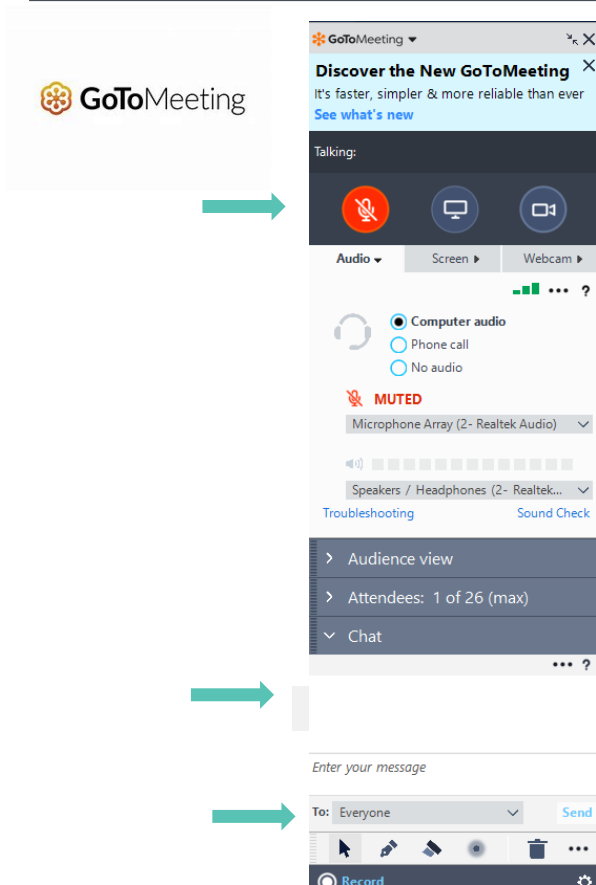 GoToMeeting
GoToMeeting
Discover the New GoToMeeting
It's faster, simpler & more reliable than ever
See what's new
Talking:
Audio Screen Webcam
?
Computer audio
Phone call
No audio
MUTED
Microphone Array (2- Realtek Audio)
Speakers / Headphones (2- Realtek...
Troubleshooting Sound Check
Audience view
Attendees: 1 of 26 (max)
Chat
?
Enter your message
To: Everyone Send
Record